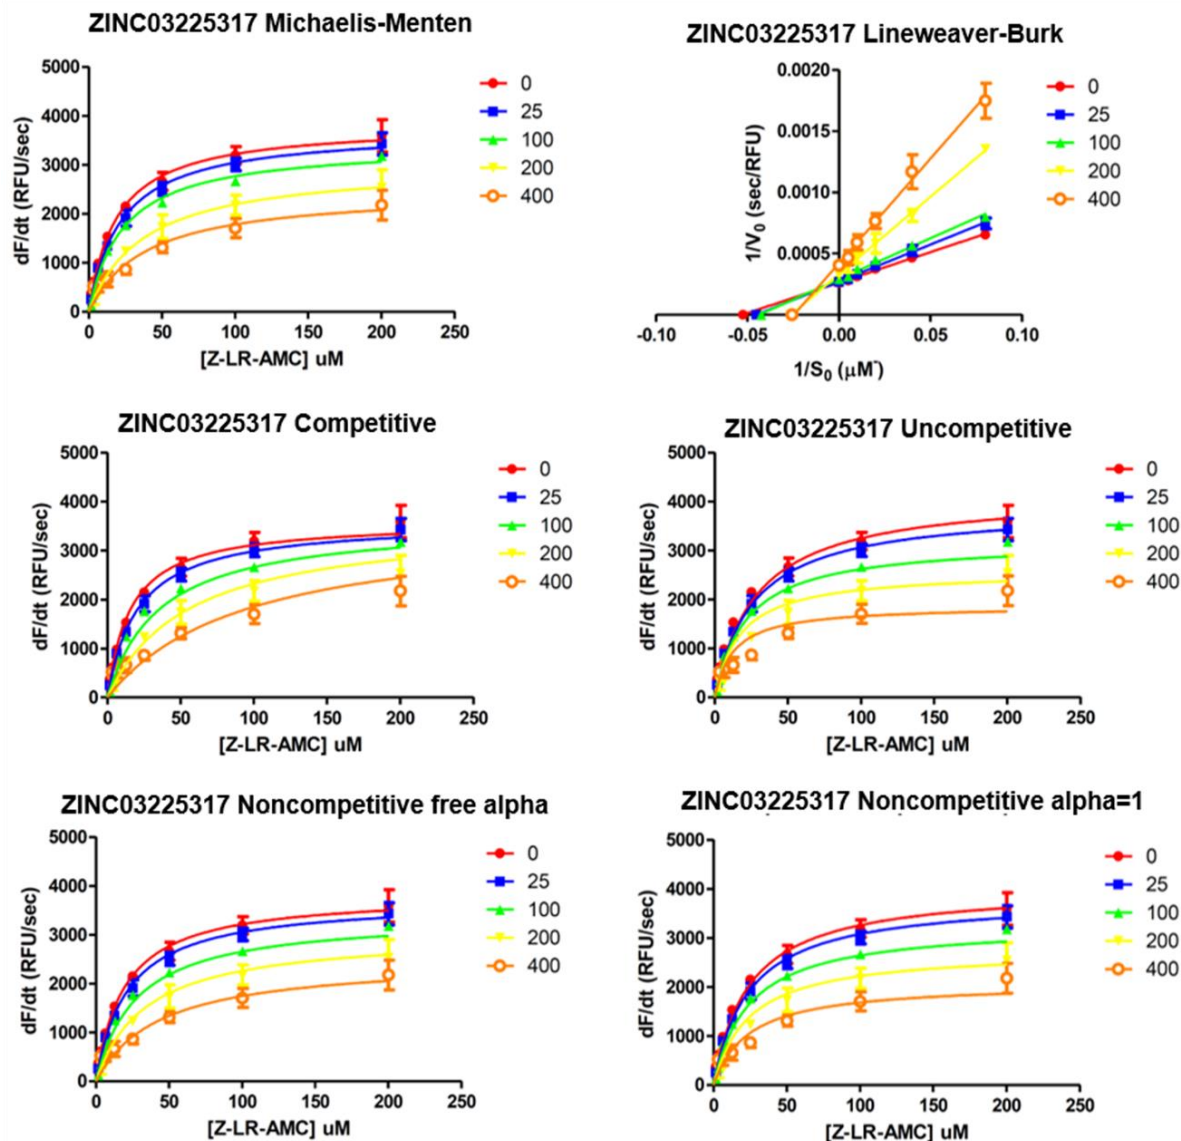 ZINC03225317 Michaelis-Menten
5000
4000
3000
2000
1000
0
0 50 100 150 200 250
dF/dt (RFU/sec)
[Z-LR-AMC] uM
0
25
100
200
400
ZINC03225317 Lineweaver-Burk
0.0020
0.0015
0.0010
0.0005
-0.10 -0.05 0.00 0.05 0.10
1/V₀ (sec/RFU)
1/S₀ (µM⁻)
0
25
100
200
400
ZINC03225317 Competitive
5000
4000
3000
2000
1000
0
0 50 100 150 200 250
dF/dt (RFU/sec)
[Z-LR-AMC] uM
0
25
100
200
400
ZINC03225317 Uncompetitive
5000
4000
3000
2000
1000
0
0 50 100 150 200 250
dF/dt (RFU/sec)
[Z-LR-AMC] uM
0
25
100
200
400
ZINC03225317 Noncompetitive free alpha
5000
4000
3000
2000
1000
0
0 50 100 150 200 250
dF/dt (RFU/sec)
[Z-LR-AMC] uM
0
25
100
200
400
ZINC03225317 Noncompetitive alpha=1
5000
4000
3000
2000
1000
0
0 50 100 150 200 250
dF/dt (RFU/sec)
[Z-LR-AMC] uM
0
25
100
200
400